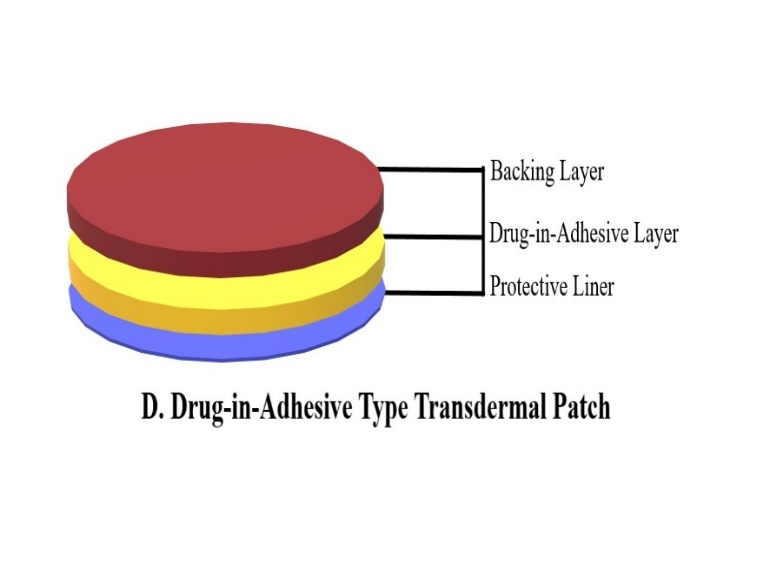 Backing Layer
Drug-in-Adhesive Layer
Protective Liner
D. Drug-in-Adhesive Type Transdermal Patch